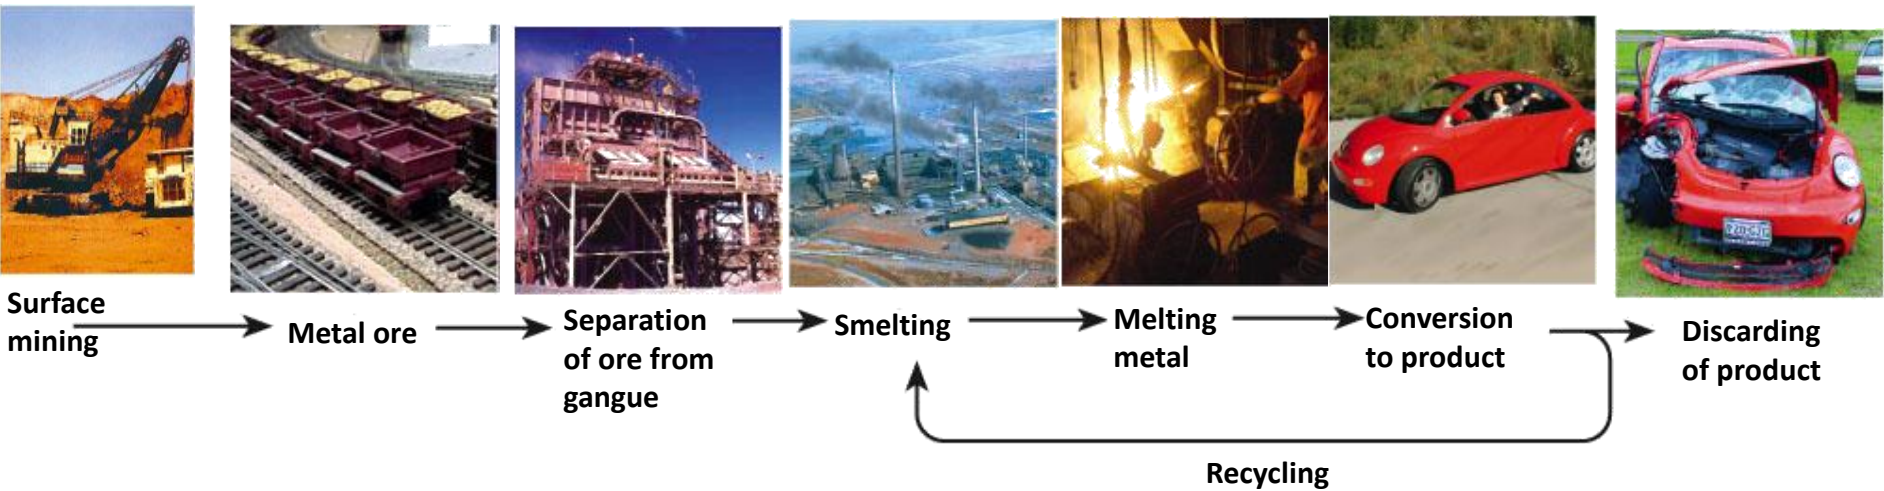 Surface
mining
Metal ore
Separation
of ore from
gangue
Smelting
Melting
metal
Conversion
to product
Discarding
of product
Recycling